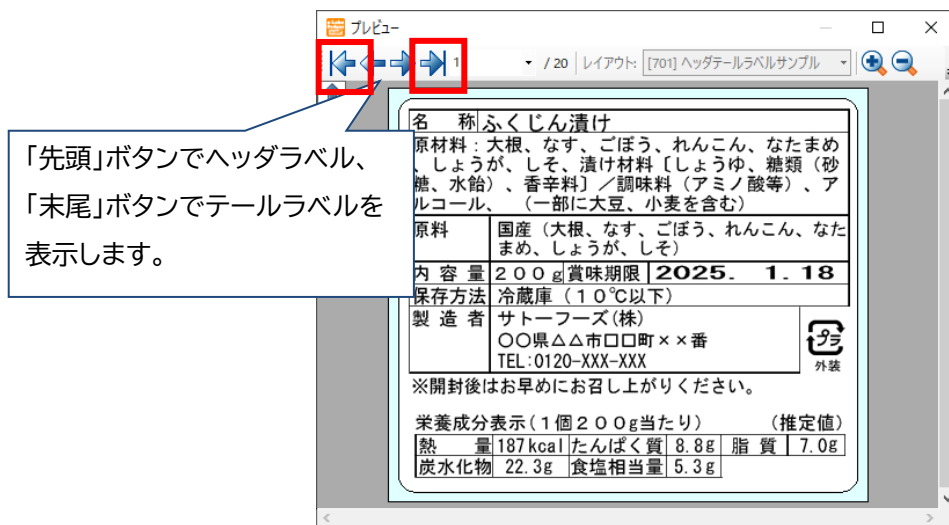 プレビュー
1 / 20 レイアウト: [701] ヘッダテールラベルサンプル
「先頭」ボタンでヘッダラベル、
「末尾」ボタンでテールラベルを
表示します。
名 称 ふくじん漬け
原材料：大根、なす、ごぼう、れんこん、なたまめ
、しょうが、しそ、漬け材料〔しょうゆ、糖類（砂
糖、水飴）、香辛料〕／調味料（アミノ酸等）、ア
ルコール、 （一部に大豆、小麦を含む）
原料 国産（大根、なす、ごぼう、れんこん、なた
まめ、しょうが、しそ）
内 容 量 ２００g 賞味期限 2025. 1. 18
保存方法 冷蔵庫（１０℃以下）
製 造 者 サトーフーズ(株)
〇〇県△△市口口町××番
TEL:0120-XXX-XXX
プラ
外装
※開封後はお早めにお召し上がりください。
栄養成分表示(１個２００g当たり) (推定値)
熱 量 187kcal たんぱく質 8.8g 脂 質 7.0g
炭水化物 22.3g 食塩相当量 5.3g